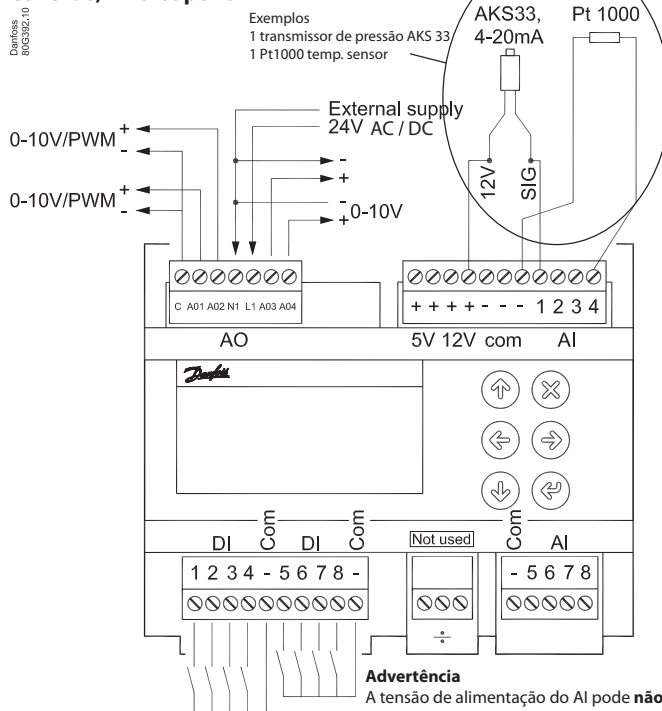 Danfoss
80G392.10
Exemplos
1 transmissor de pressão AKS 33
1 Pt1000 temp. sensor
AKS33,
4-20mA
Pt 1000
External supply
24V AC / DC
0-10V/PWM + -
0-10V/PWM + -
- +
- + 0-10V
12V
SIG
C A01 A02 N1 L1 A03 A04
+ + + + - - - 1 2 3 4
AO
5V 12V com AI
Danfoss
DI Com DI Com
Not used
Com AI
1 2 3 4 - 5 6 7 8 -
- 5 6 7 8
÷
Advertência
A tensão de alimentação do AI pode não